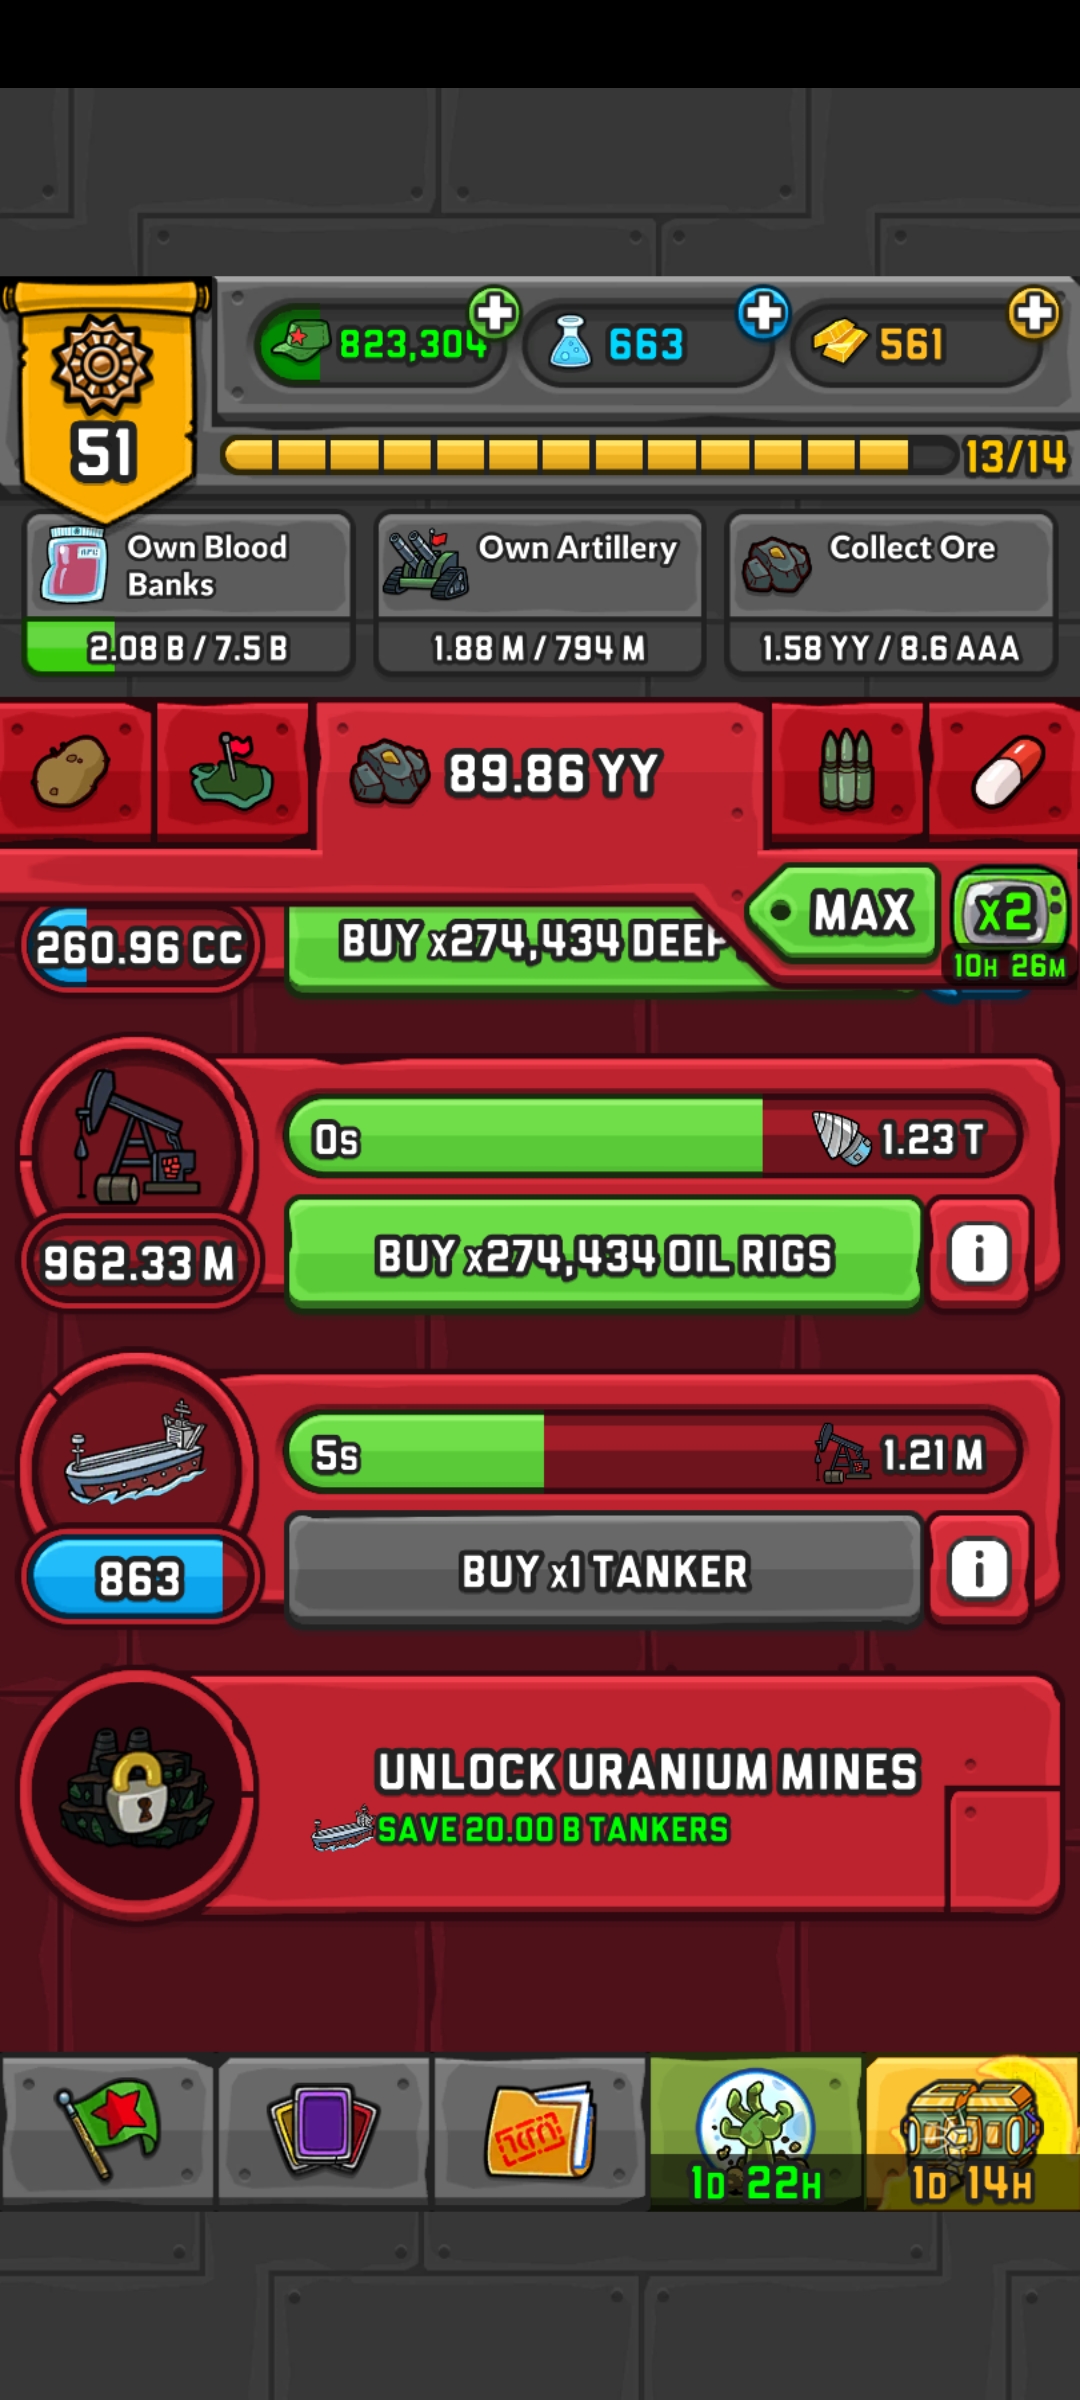 823,304
663
561
51
13/14
Own Blood
Banks
Own Artillery
Collect Ore
2.08 B / 7.5 B
1.88 M / 794 M
1.58 YY / 8.6 AAA
89.86 YY
MAX
x2
10H 26M
260.96 CC
BUY x274,434 DEEP
0s
1.23 T
962.33 M
BUY x274,434 OIL RIGS
i
5s
1.21 M
863
BUY x1 TANKER
i
UNLOCK URANIUM MINES
SAVE 20.00 B TANKERS
1D 22H
1D 14H